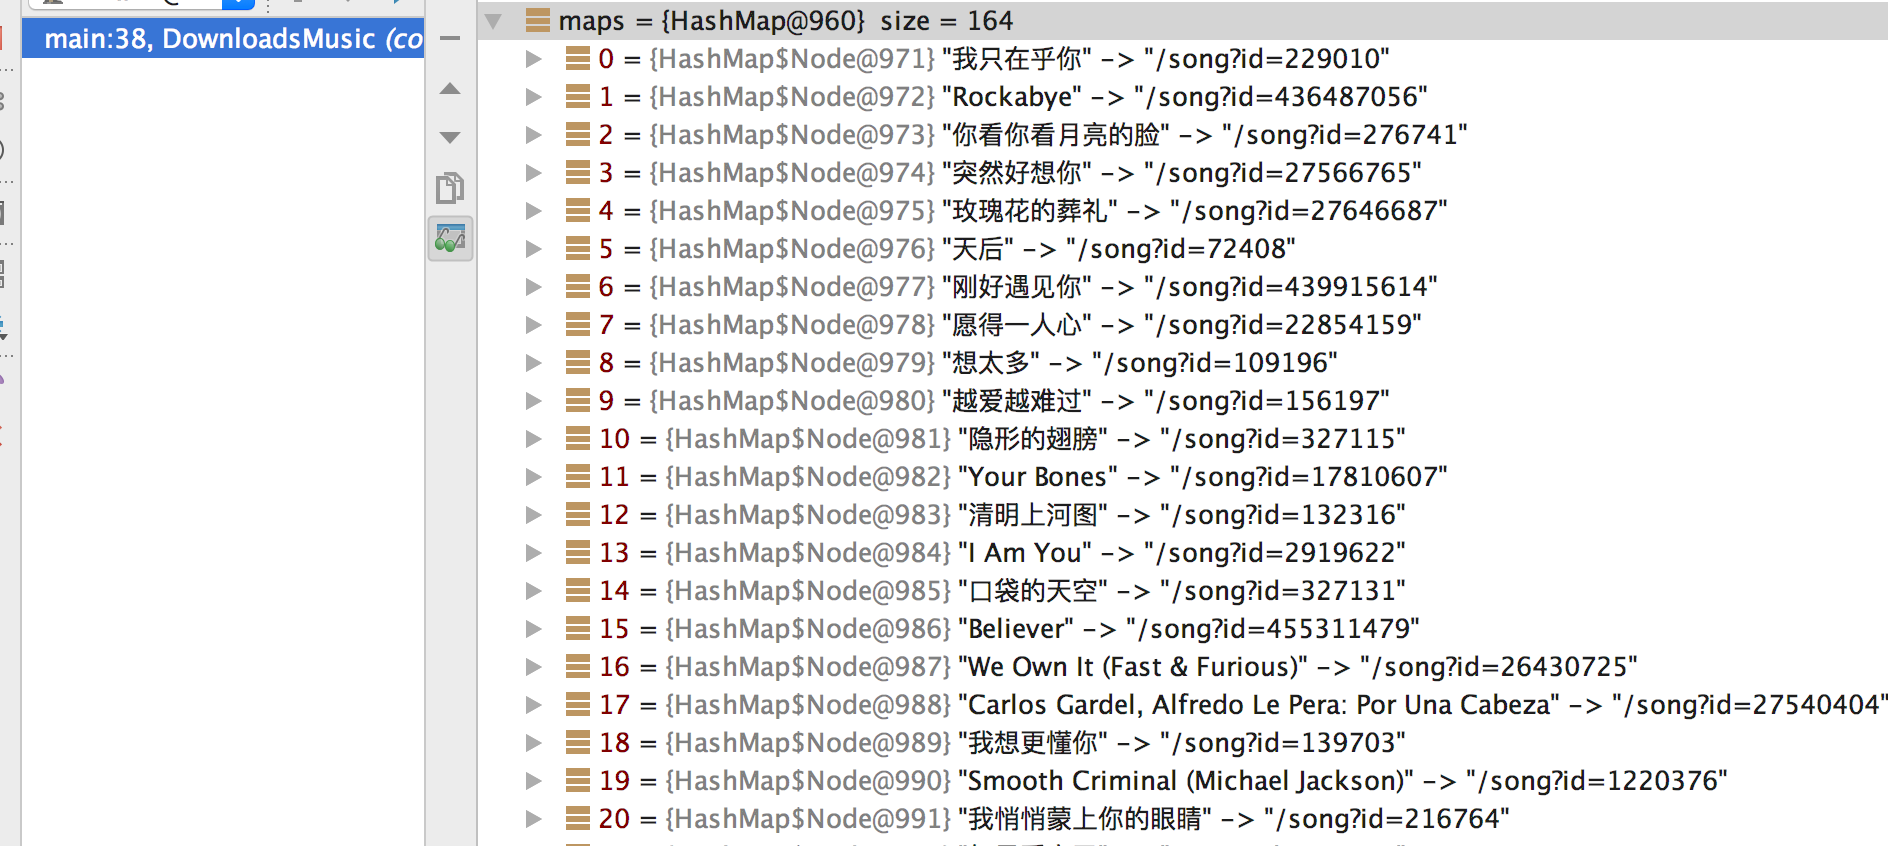 main:38, DownloadsMusic (co
maps = {HashMap@960} size = 164
0 = {HashMap$Node@971} "我只在乎你" -> "/song?id=229010"
1 = {HashMap$Node@972} "Rockabye" -> "/song?id=436487056"
2 = {HashMap$Node@973} "你看你看月亮的脸" -> "/song?id=276741"
3 = {HashMap$Node@974} "突然好想你" -> "/song?id=27566765"
4 = {HashMap$Node@975} "玫瑰花的葬礼" -> "/song?id=27646687"
5 = {HashMap$Node@976} "天后" -> "/song?id=72408"
6 = {HashMap$Node@977} "刚好遇见你" -> "/song?id=439915614"
7 = {HashMap$Node@978} "愿得一人心" -> "/song?id=22854159"
8 = {HashMap$Node@979} "想太多" -> "/song?id=109196"
9 = {HashMap$Node@980} "越爱越难过" -> "/song?id=156197"
10 = {HashMap$Node@981} "隐形的翅膀" -> "/song?id=327115"
11 = {HashMap$Node@982} "Your Bones" -> "/song?id=17810607"
12 = {HashMap$Node@983} "清明上河图" -> "/song?id=132316"
13 = {HashMap$Node@984} "I Am You" -> "/song?id=2919622"
14 = {HashMap$Node@985} "口袋的天空" -> "/song?id=327131"
15 = {HashMap$Node@986} "Believer" -> "/song?id=455311479"
16 = {HashMap$Node@987} "We Own It (Fast & Furious)" -> "/song?id=26430725"
17 = {HashMap$Node@988} "Carlos Gardel, Alfredo Le Pera: Por Una Cabeza" -> "/song?id=27540404"
18 = {HashMap$Node@989} "我想更懂你" -> "/song?id=139703"
19 = {HashMap$Node@990} "Smooth Criminal (Michael Jackson)" -> "/song?id=1220376"
20 = {HashMap$Node@991} "我悄悄蒙上你的眼睛" -> "/song?id=216764"